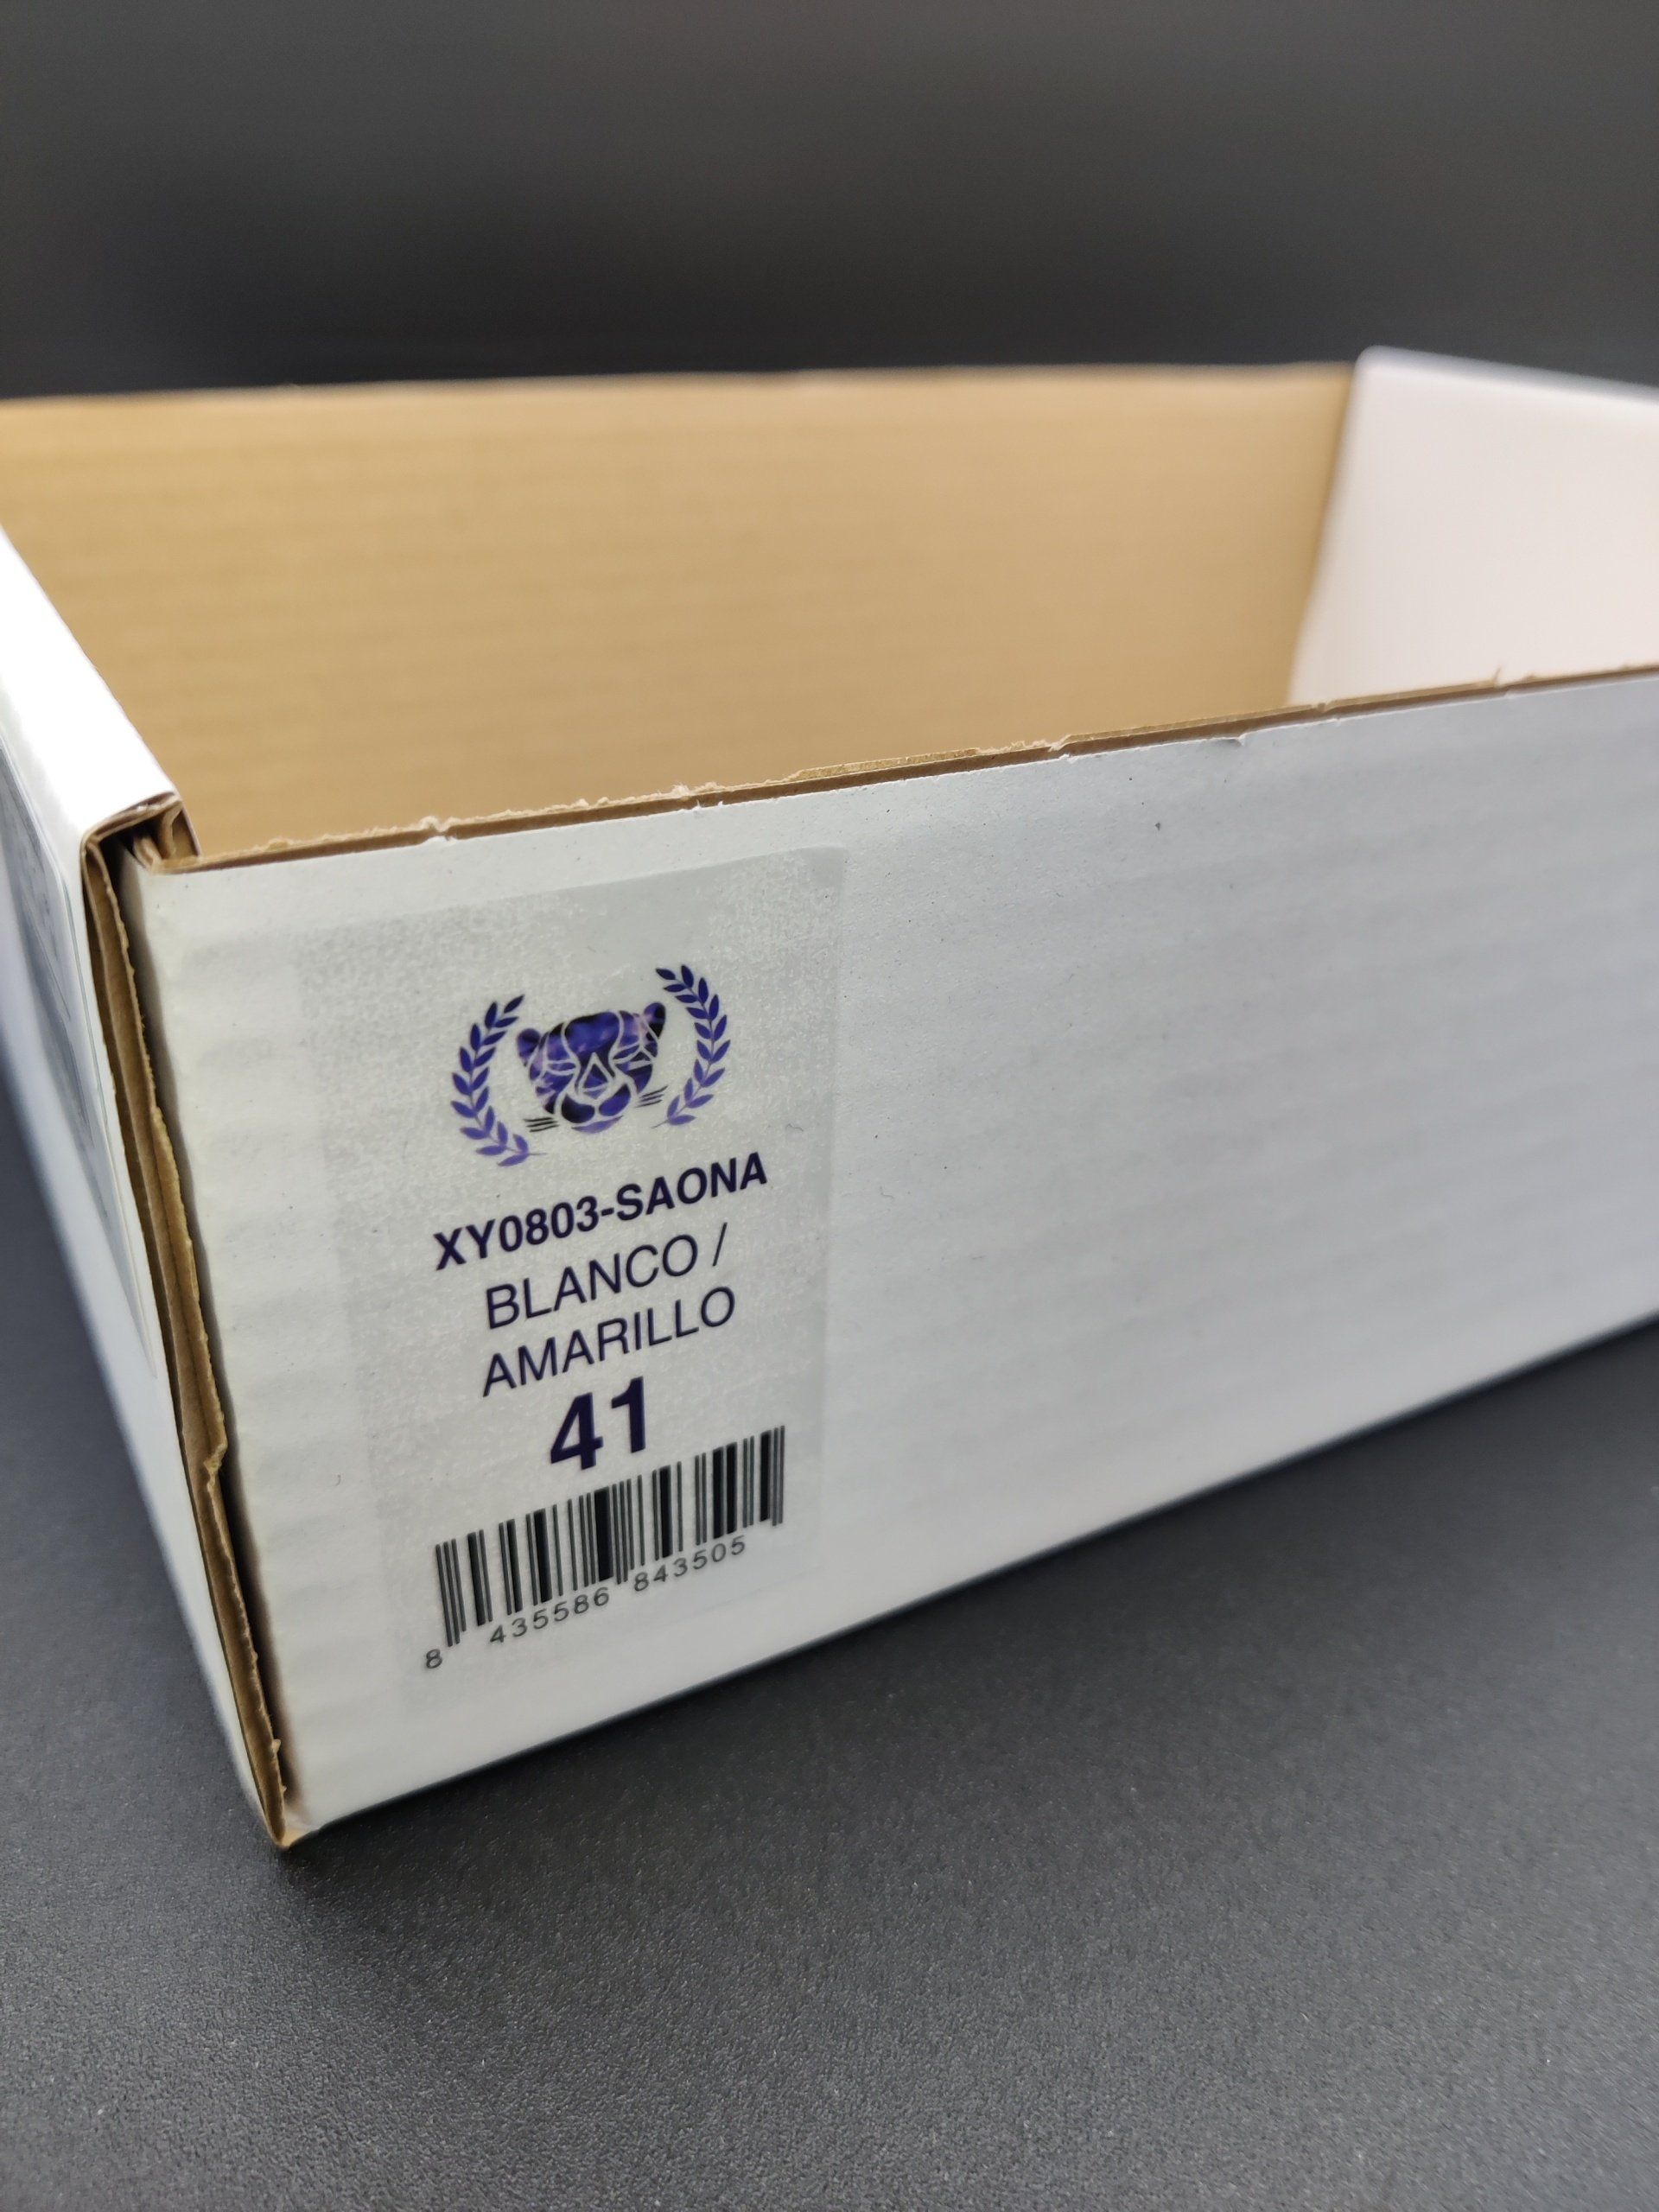 XY0803-SAONA
BLANCO /
AMARILLO
41
8 435586 843505